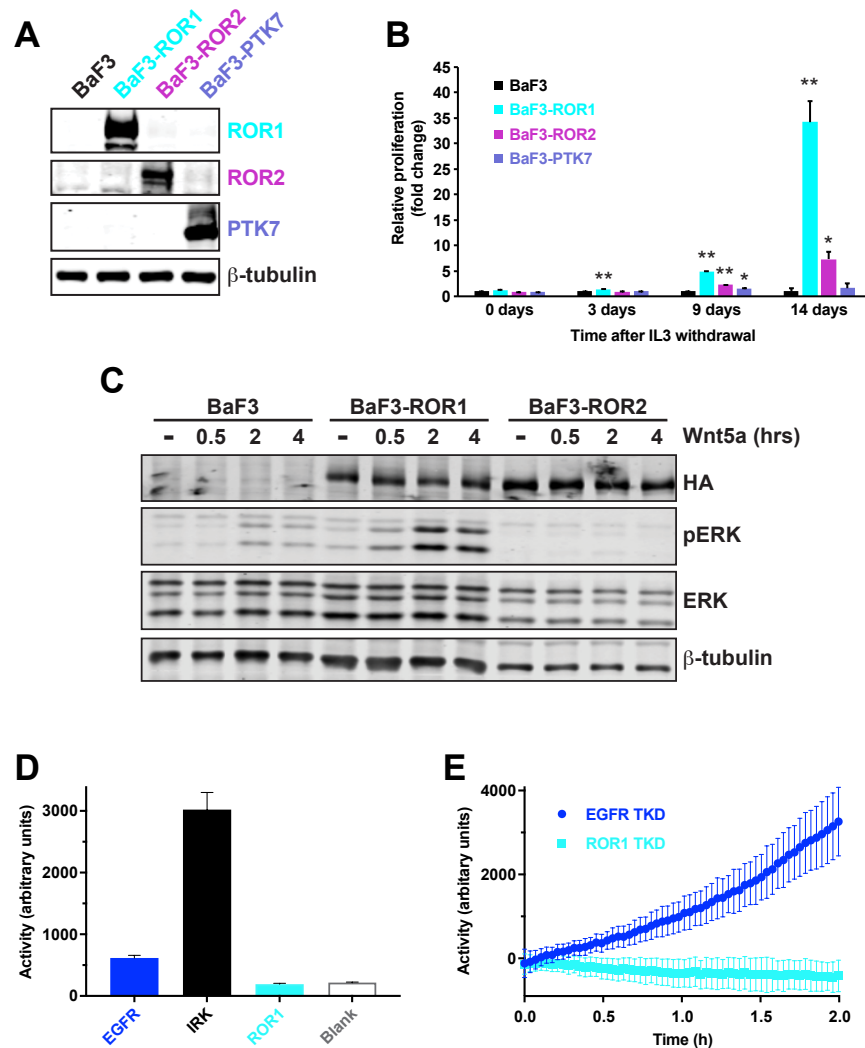 A
BaF3
BaF3-ROR1
BaF3-ROR2
BaF3-PTK7
ROR1
ROR2
PTK7
β-tubulin
B
Relative proliferation
(fold change)
45
40
35
30
25
20
15
10
5
0
BaF3
BaF3-ROR1
BaF3-ROR2
BaF3-PTK7
**
**
**
*
**
*
0 days
3 days
9 days
14 days
Time after IL3 withdrawal
C
BaF3 BaF3-ROR1 BaF3-ROR2
- 0.5 2 4 - 0.5 2 4 - 0.5 2 4 Wnt5a (hrs)
HA
pERK
ERK
β-tubulin
D
Activity (arbitrary units)
3000
2000
1000
0
EGFR
IRK
ROR1
Blank
E
Activity (arbitary units)
4000
2000
0
EGFR TKD
ROR1 TKD
0.0 0.5 1.0 1.5 2.0
Time (h)